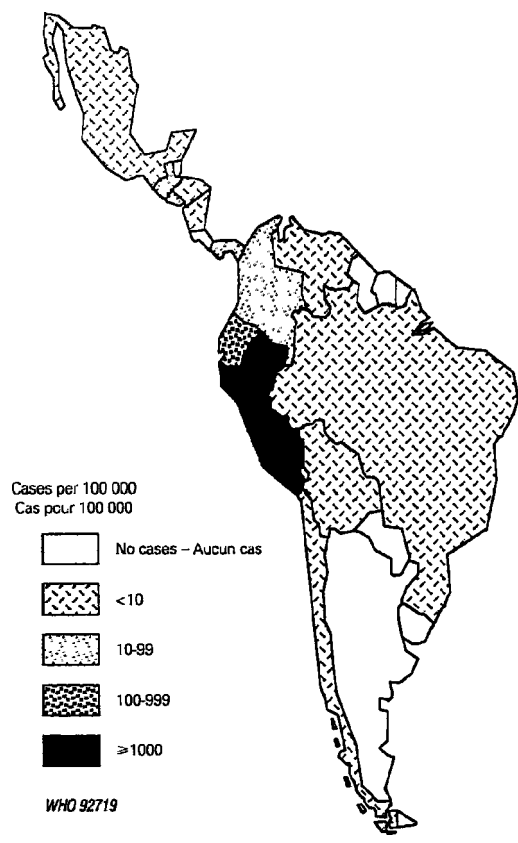 Cases per 100 000
Cas pour 100 000
No cases – Aucun cas
<10
10-99
100-999
⩾1000
WHO 92719